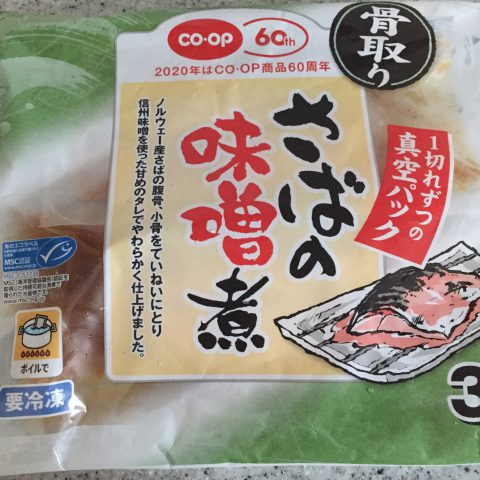 CO·OP
60th
2020年はCO·OP商品60周年
骨取り
1切れずつの
真空パック
さばの
味噌煮
ノルウェー産さばの腹骨、小骨をていねいにとり
信州味噌を使った甘めのタレでやわらかく仕上げました。
海のエコラベル
MSC認証
www.msc.org/jp
ボイルで
要冷凍
3